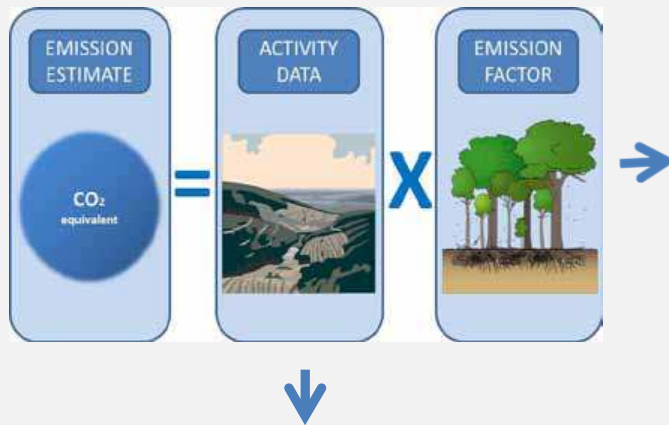 EMISSION
ESTIMATE
CO₂
equivalent
=
ACTIVITY
DATA
X
EMISSION
FACTOR